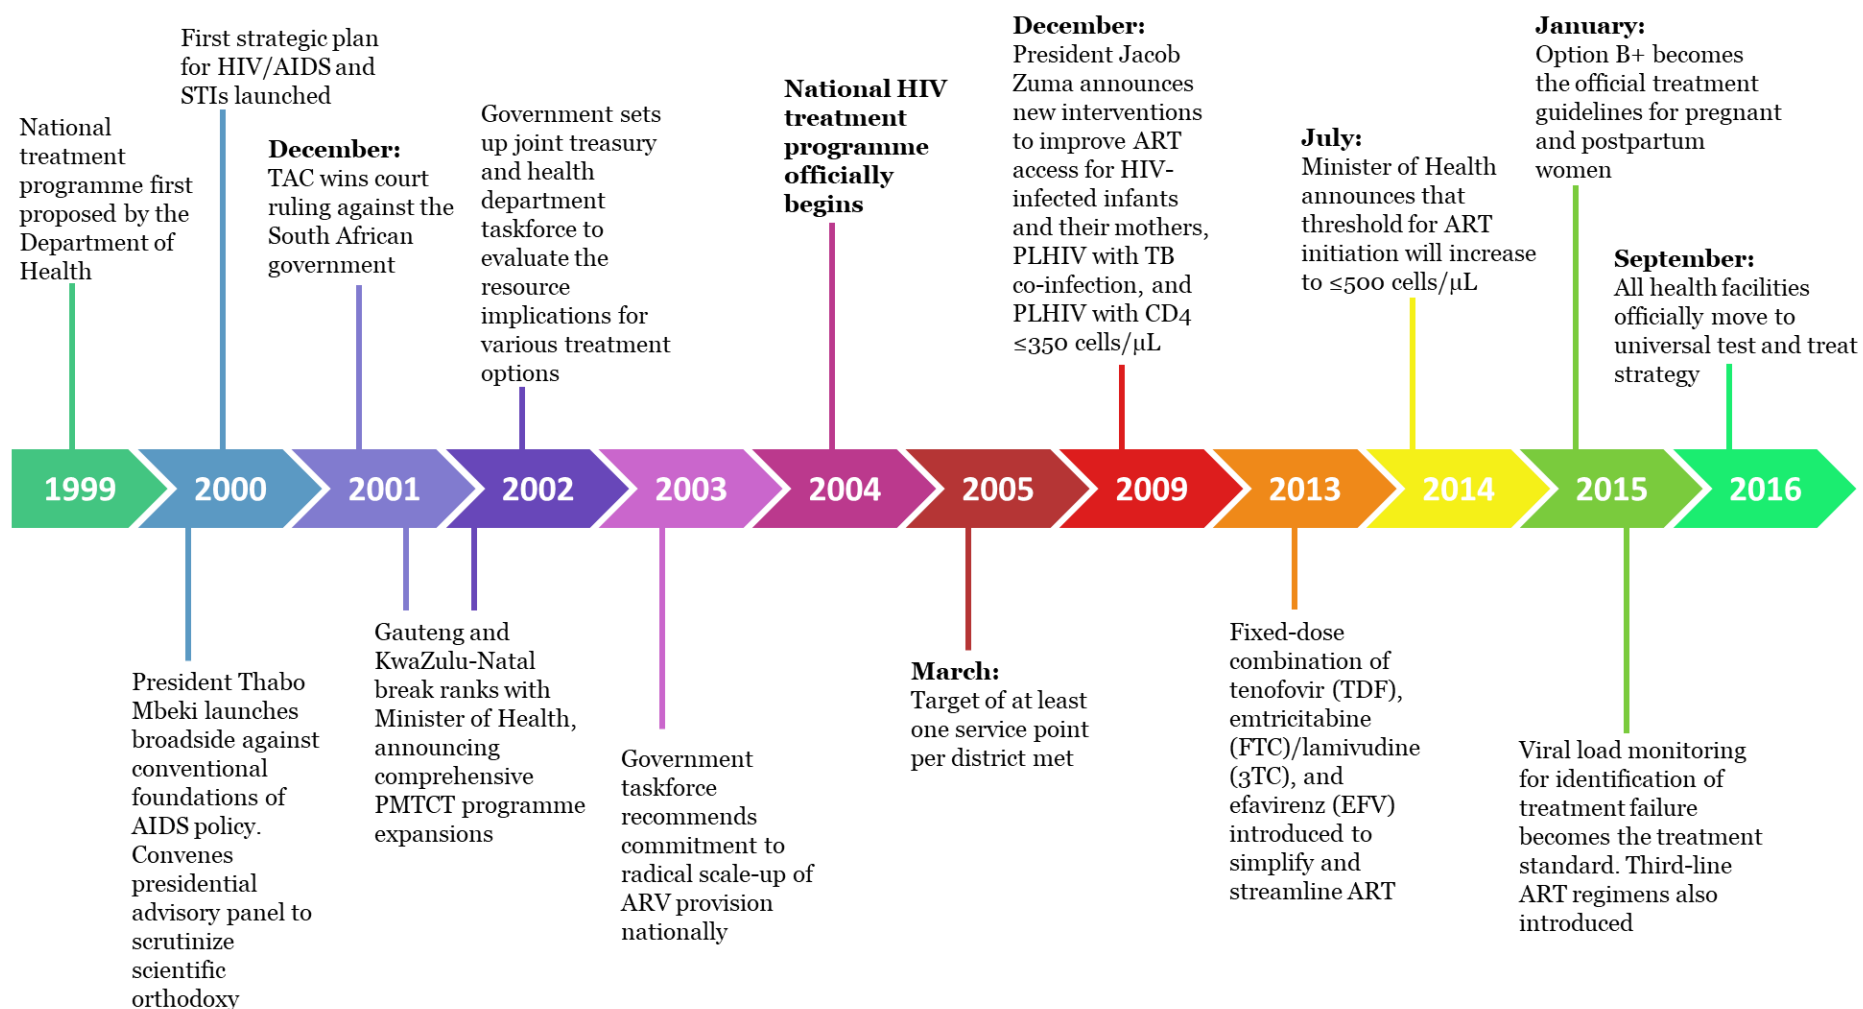 National
treatment
programme first
proposed by the
Department of
Health
First strategic plan
for HIV/AIDS and
STIs launched
December:
TAC wins court
ruling against the
South African
government
Government sets
up joint treasury
and health
department
taskforce to
evaluate the
resource
implications for
various treatment
options
National HIV
treatment
programme
officially
begins
December:
President Jacob
Zuma announces
new interventions
to improve ART
access for HIV-
infected infants
and their mothers,
PLHIV with TB
co-infection, and
PLHIV with CD4
≤350 cells/µL
July:
Minister of Health
announces that
threshold for ART
initiation will increase
to ≤500 cells/µL
January:
Option B+ becomes
the official treatment
guidelines for pregnant
and postpartum
women
September:
All health facilities
officially move to
universal test and treat
strategy
1999
2000
2001
2002
2003
2004
2005
2009
2013
2014
2015
2016
President Thabo
Mbeki launches
broadside against
conventional
foundations of
AIDS policy.
Convenes
presidential
advisory panel to
scrutinize
scientific
orthodoxy
Gauteng and
KwaZulu-Natal
break ranks with
Minister of Health,
announcing
comprehensive
PMTCT programme
expansions
Government
taskforce
recommends
commitment to
radical scale-up of
ARV provision
nationally
March:
Target of at least
one service point
per district met
Fixed-dose
combination of
tenofovir (TDF),
emtricitabine
(FTC)/lamivudine
(3TC), and
efavirenz (EFV)
introduced to
simplify and
streamline ART
Viral load monitoring
for identification of
treatment failure
becomes the treatment
standard. Third-line
ART regimens also
introduced